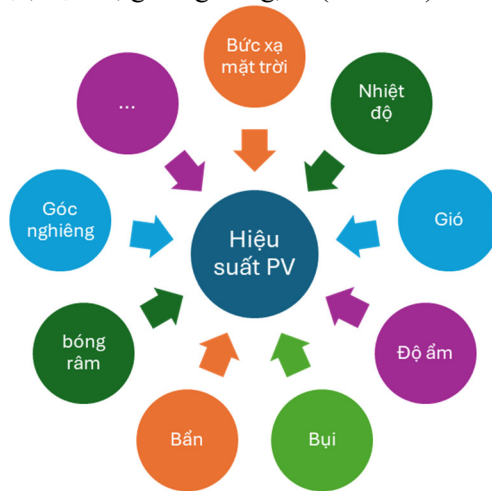 Bức xạ
mặt trời
Nhiệt
độ
Gió
Độ ẩm
Bụi
Bẩn
bóng
râm
Góc
nghiêng
...
Hiệu
suất PV